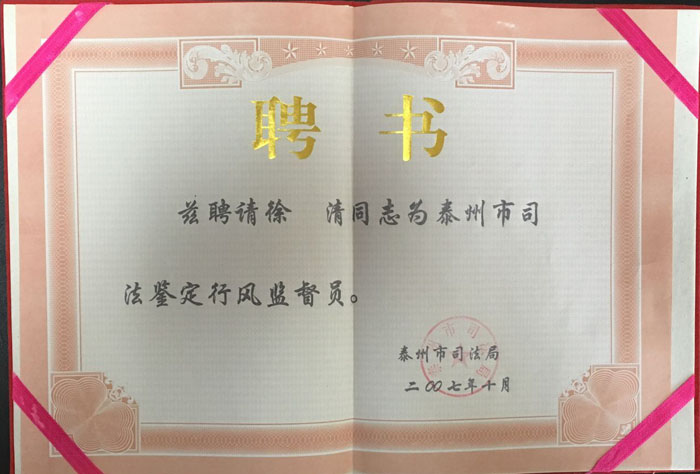 聘书
兹聘请徐 清同志为泰州市司
法鉴定行风监督员。
泰州市司法局
二〇〇七年十月